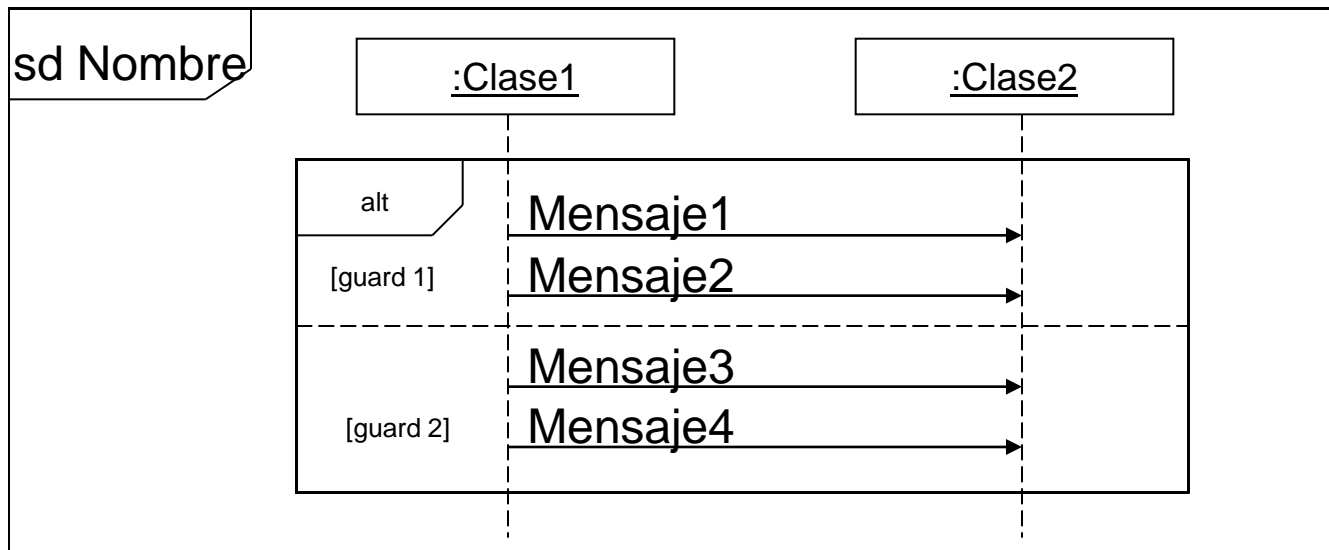 sd Nombre
:Clase1
:Clase2
alt
Mensaje1
[guard 1]
Mensaje2
Mensaje3
[guard 2]
Mensaje4